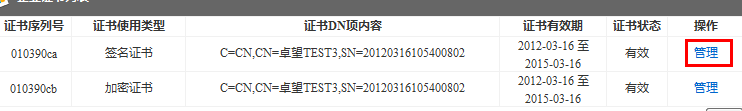 证书序列号 证书使用类型 证书DN项内容 证书有效期 证书状态 操作
010390ca 签名证书 C=CN,CN=卓望TEST3,SN=20120316105400802 2012-03-16 至 2015-03-16 有效 管理
010390cb 加密证书 C=CN,CN=卓望TEST3,SN=20120316105400802 2012-03-16 至 2015-03-16 有效 管理